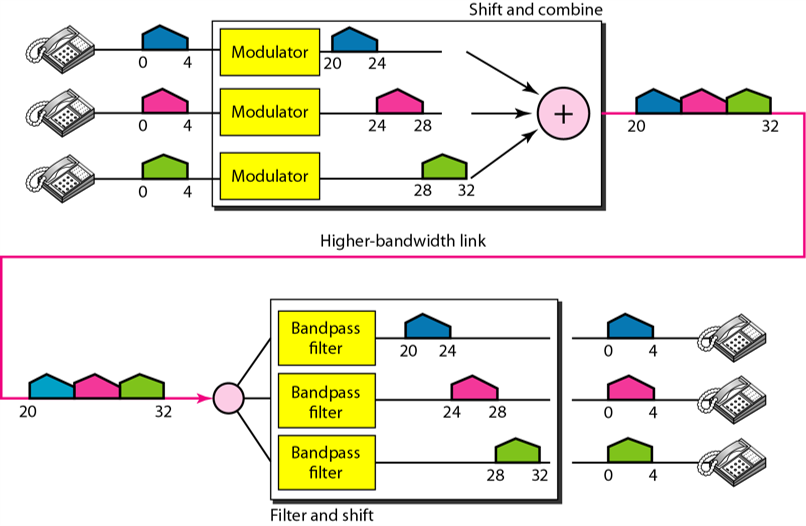 Shift and combine
0 4 Modulator 20 24
0 4 Modulator 24 28
+
20 32
0 4 Modulator 28 32
Higher-bandwidth link
Bandpass
filter
20 24
0 4
20 32
Bandpass
filter
24 28
0 4
Bandpass
filter
28 32
0 4
Filter and shift